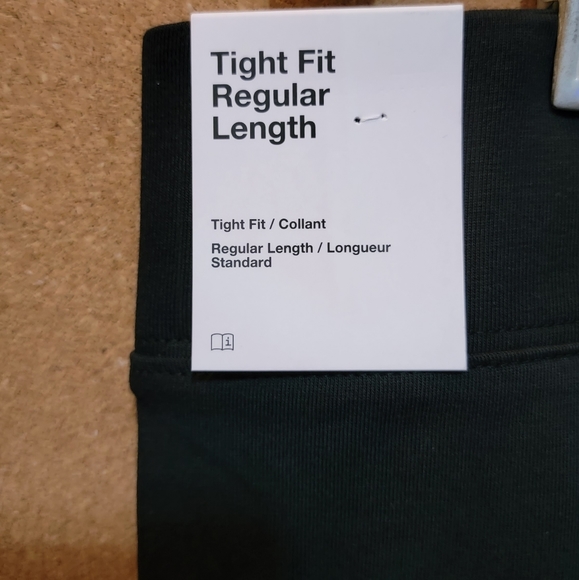 Tight Fit
Regular
Length
Tight Fit / Collant
Regular Length / Longueur
Standard
i